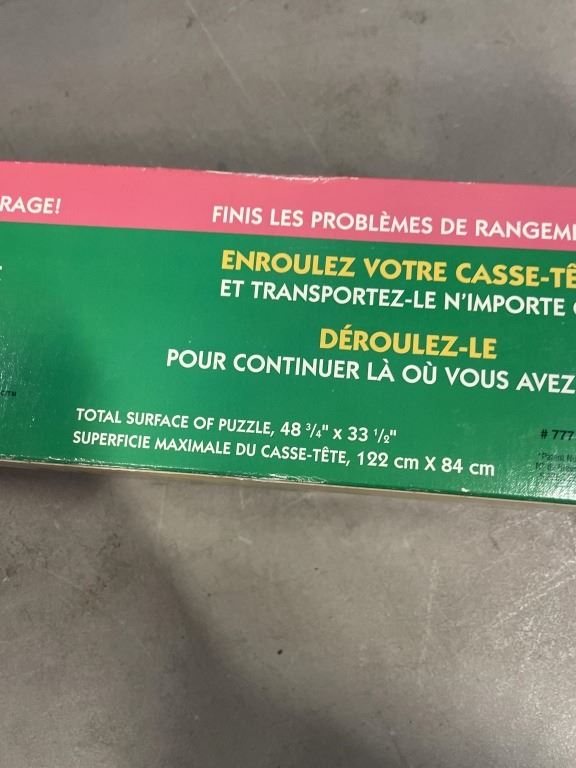 RAGE!
FINIS LES PROBLÈMES DE RANGEM
ENROULEZ VOTRE CASSE-TÊ
ET TRANSPORTEZ-LE N'IMPORTE
DÉROULEZ-LE
POUR CONTINUER LÀ OÙ VOUS AVEZ
TOTAL SURFACE OF PUZZLE, 48 3/4" x 33 1/2"
SUPERFICIE MAXIMALE DU CASSE-TÊTE, 122 cm X 84 cm
# 777